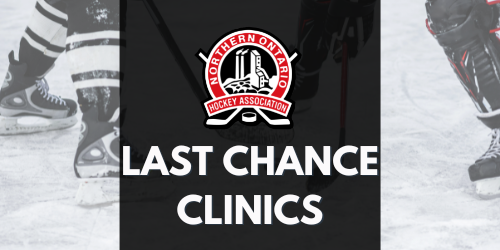 NORTHERN ONTARIO
HOCKEY ASSOCIATION
LAST CHANCE
CLINICS